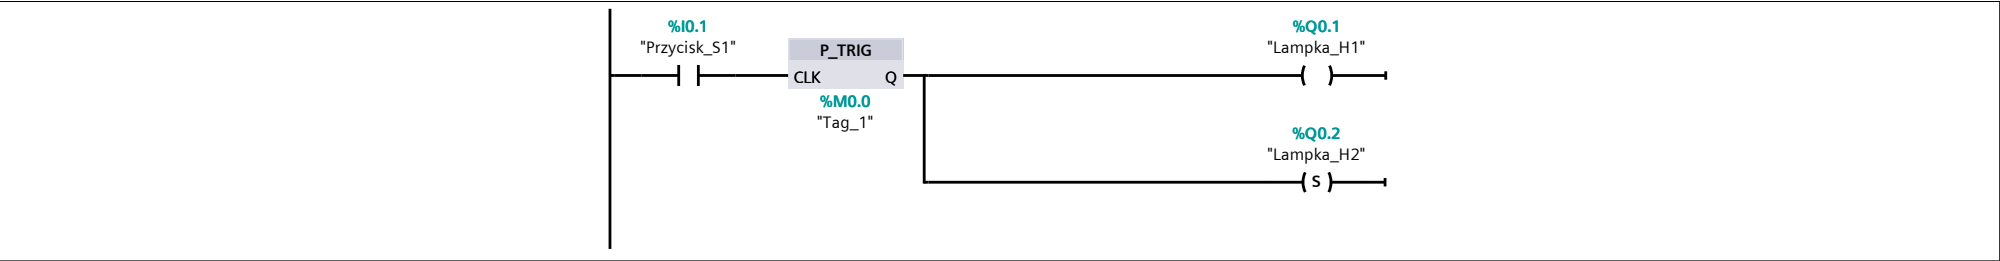 %I0.1
"Przycisk_S1"
P_TRIG
CLK Q
%M0.0
"Tag_1"
%Q0.1
"Lampka_H1"
%Q0.2
"Lampka_H2"
S